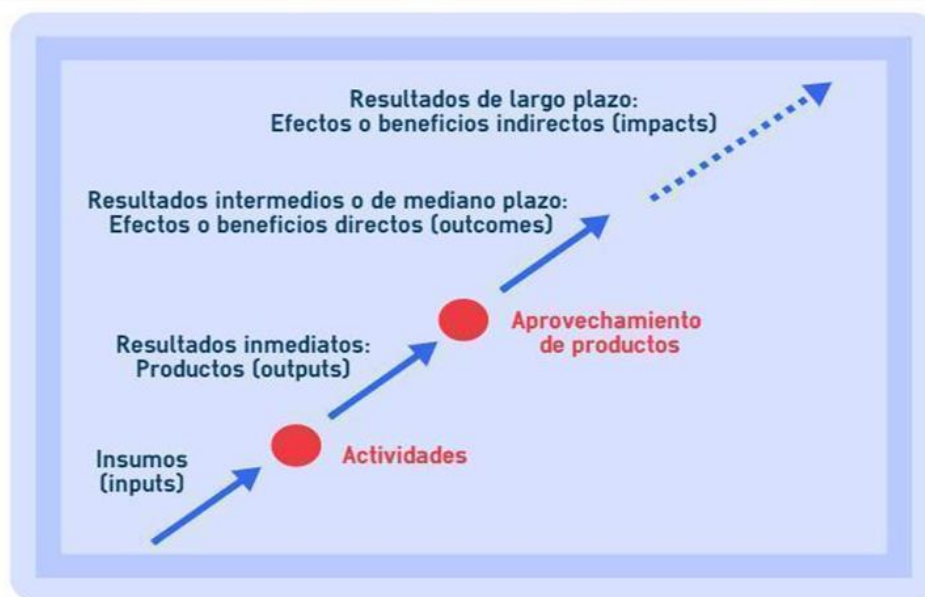 Resultados de largo plazo:
Efectos o beneficios indirectos (impacts)
Resultados intermedios o de mediano plazo:
Efectos o beneficios directos (outcomes)
Aprovechamiento
de productos
Resultados inmediatos:
Productos (outputs)
Actividades
Insumos
(inputs)